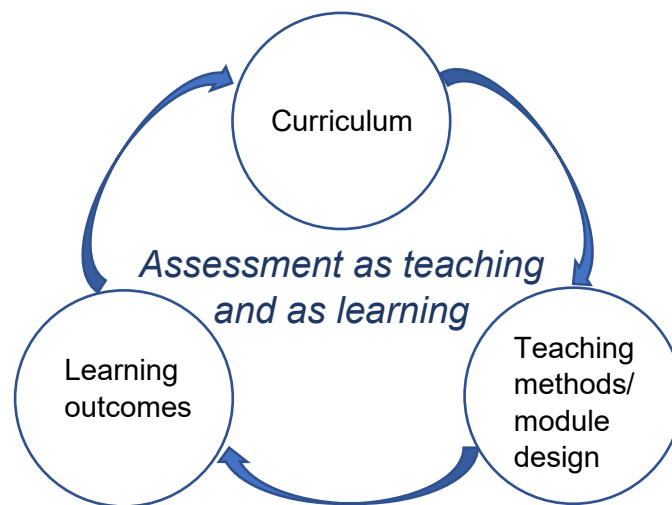 Curriculum
Assessment as teaching
and as learning
Learning
outcomes
Teaching
methods/
module
design